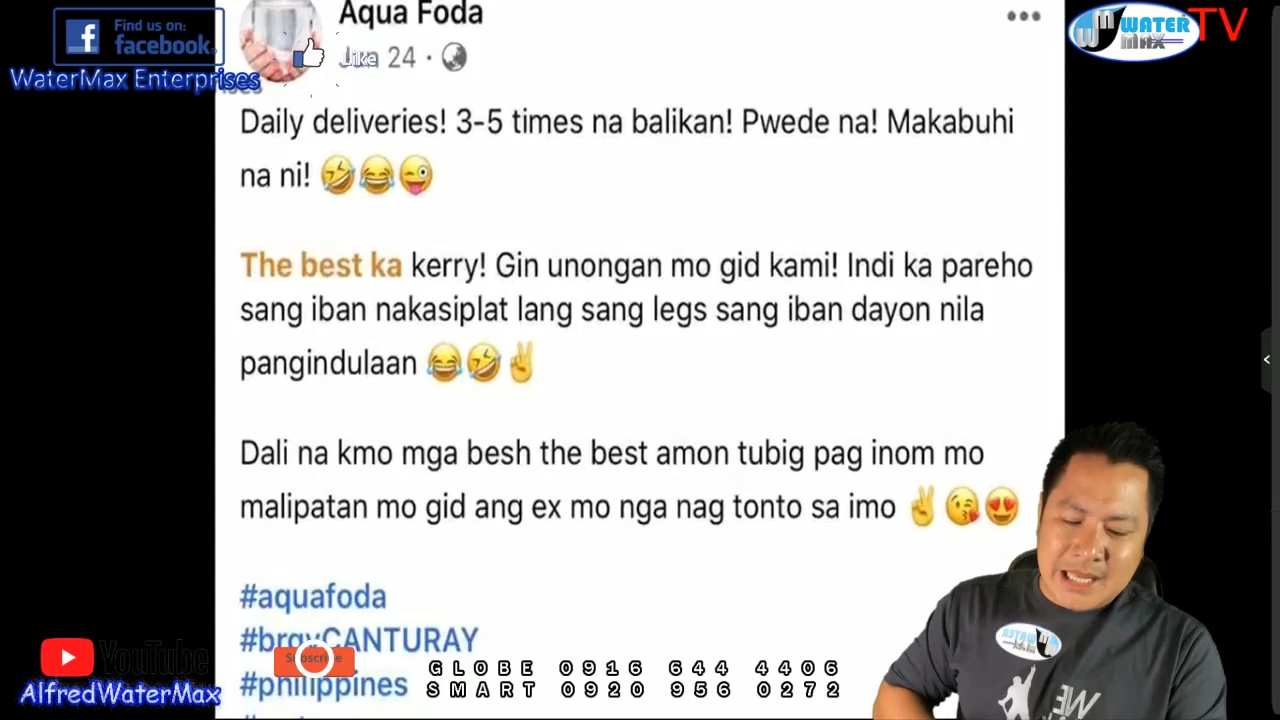 Find us on:
facebook.
WaterMax Enterprises
Aqua Foda
Jun 24
Like
WATER
MAX
TV
Daily deliveries! 3-5 times na balikan! Pwede na! Makabuhi
na ni! 🤣😂😜
The best ka kerry! Gin unongan mo gid kami! Indi ka pareho
sang iban nakasiplat lang sang legs sang iban dayon nila
pangindulaan 😂🤣✌
Dali na kmo mga besh the best amon tubig pag inom mo
malipatan mo gid ang ex mo nga nag tonto sa imo ✌😘😍
#aquafoda
#brgyCANTURAY
#philippines
YouTube
Subscribe
AlfredWaterMax
GLOBE 0916 644 4406
SMART 0920 956 0272
WE